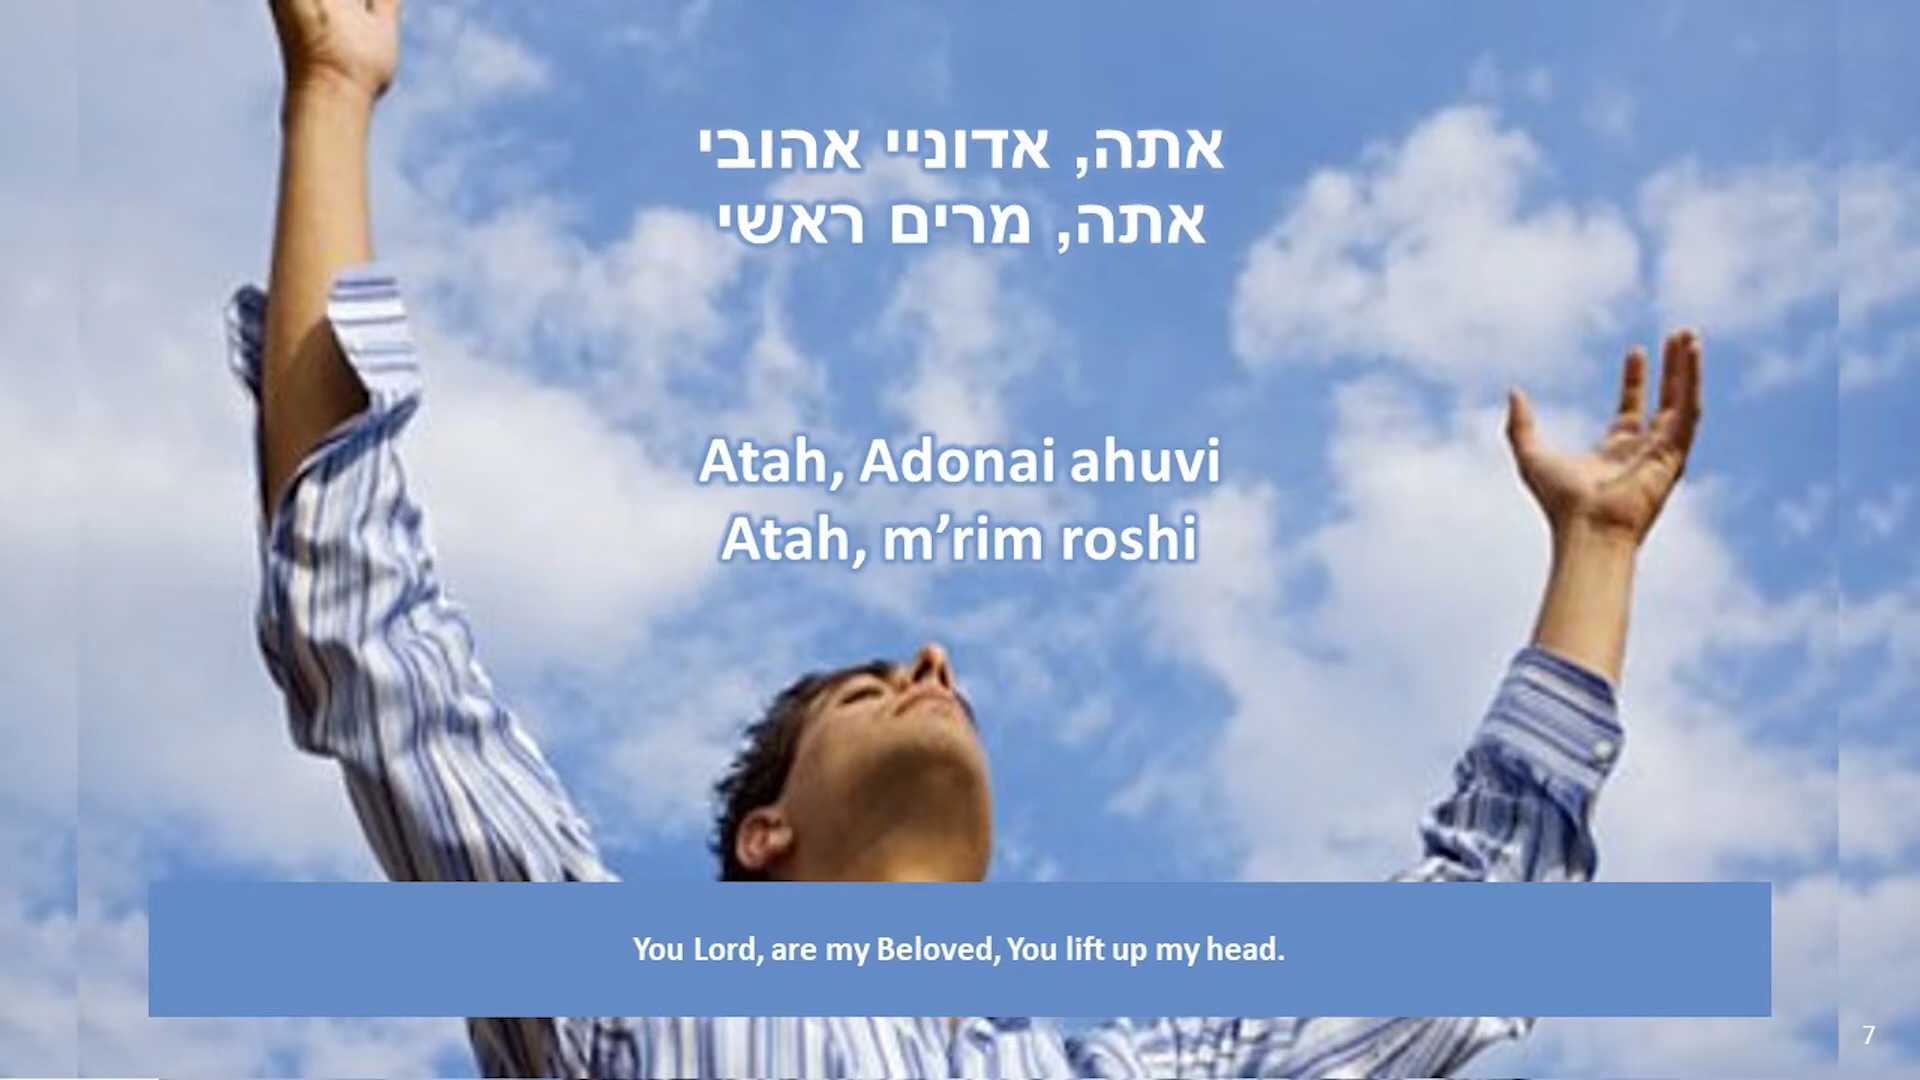 אתה, אדוניי אהובי
אתה, מרים ראשי
Atah, Adonai ahuvi
Atah, m’rim roshi
You Lord, are my Beloved, You lift up my head.
7